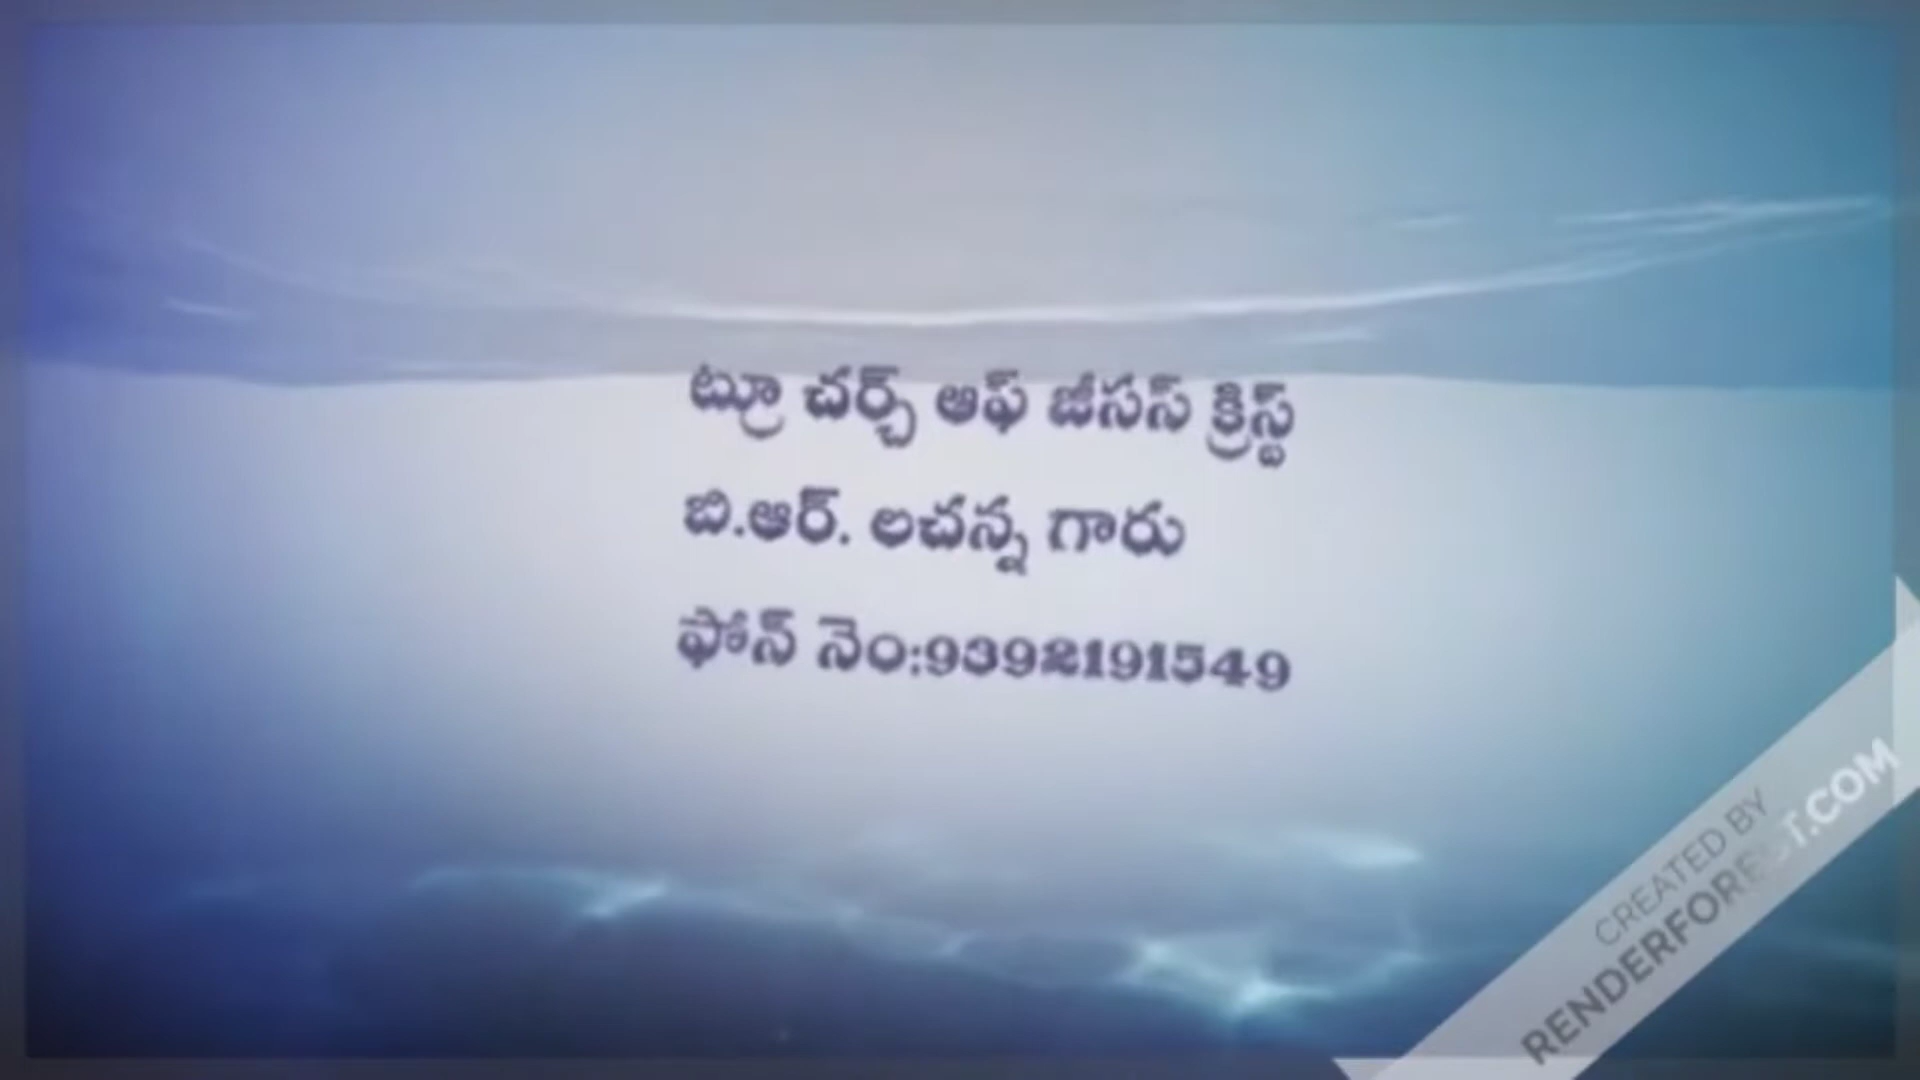 ట్రూ చర్చ్ ఆఫ్ జీసస్ క్రిస్ట్
బి.ఆర్. లచన్న గారు
ఫోన్ నెం:9392191549
CREATED BY
RENDERFOREST.COM